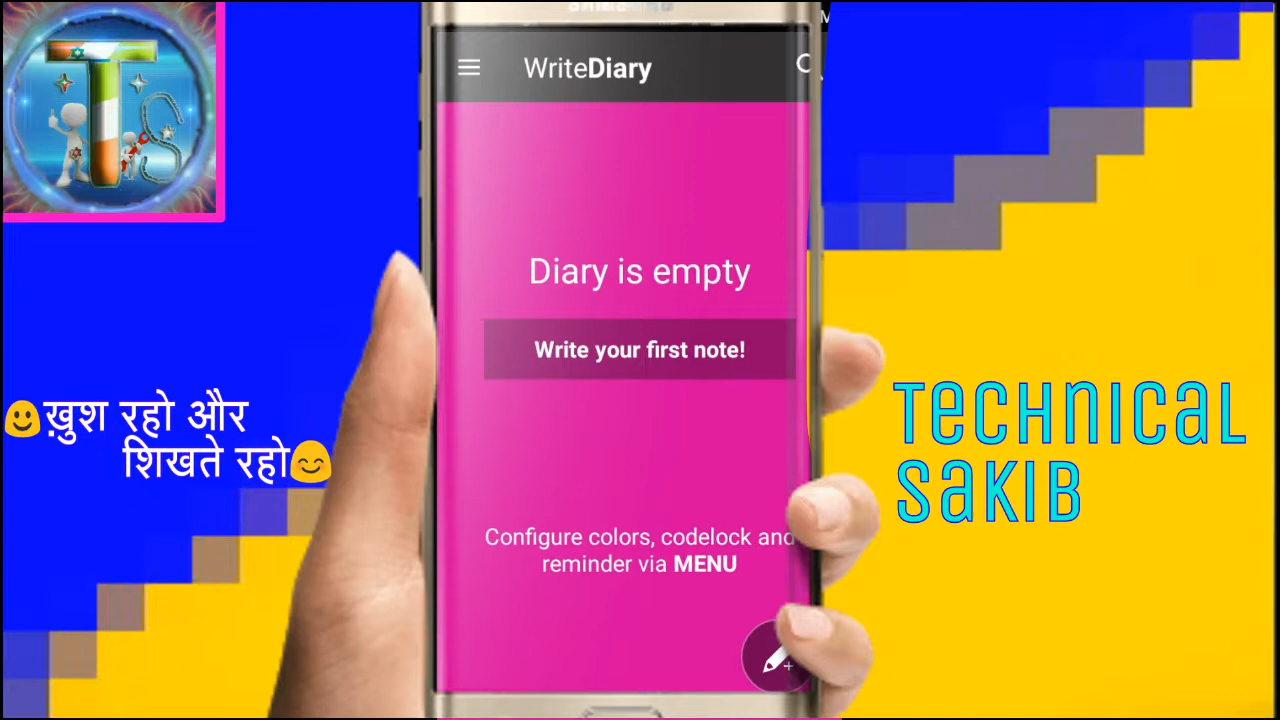 WriteDiary
Diary is empty
Write your first note!
Configure colors, codelock and
reminder via MENU
TS
🙂ख़ुश रहो और
शिखते रहो😊
TECHNICAL
SAKIB